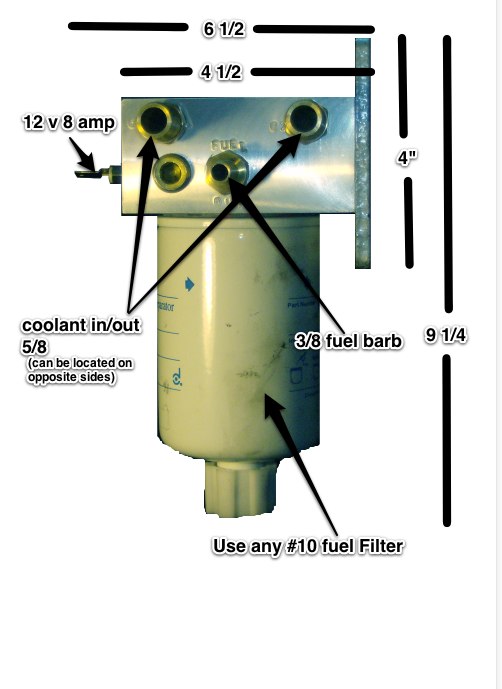 6 1/2
4 1/2
12 v 8 amp
4"
FUEL
coolant in/out
5/8
(can be located on
opposite sides)
3/8 fuel barb
9 1/4
Use any #10 fuel Filter